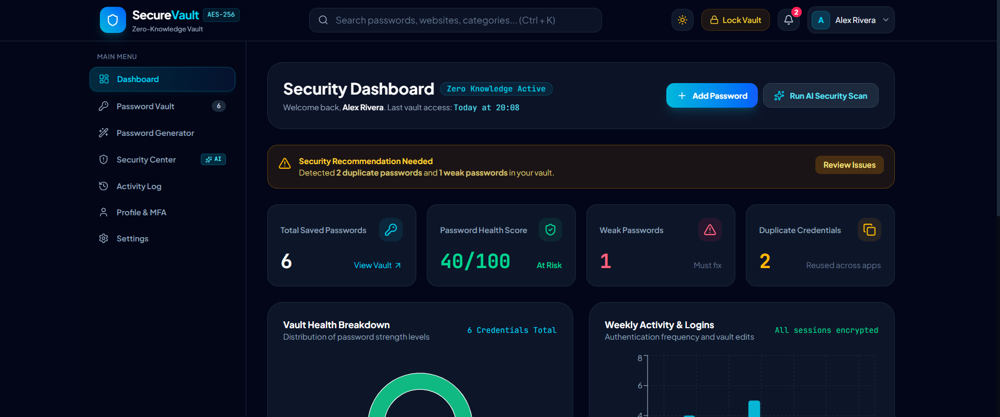 SecureVault AES-256
Zero-Knowledge Vault
Search passwords, websites, categories... (Ctrl + K)
Lock Vault
2
A Alex Rivera
MAIN MENU
Dashboard
Password Vault 6
Password Generator
Security Center AI
Activity Log
Profile & MFA
Settings
Security Dashboard Zero Knowledge Active
Welcome back, Alex Rivera. Last vault access: Today at 20:08
Add Password
Run AI Security Scan
Security Recommendation Needed
Detected 2 duplicate passwords and 1 weak passwords in your vault.
Review Issues
Total Saved Passwords
6 View Vault
Password Health Score
40/100 At Risk
Weak Passwords
1 Must fix
Duplicate Credentials
2 Reused across apps
Vault Health Breakdown
Distribution of password strength levels
6 Credentials Total
Weekly Activity & Logins
Authentication frequency and vault edits
All sessions encrypted
8
6
4